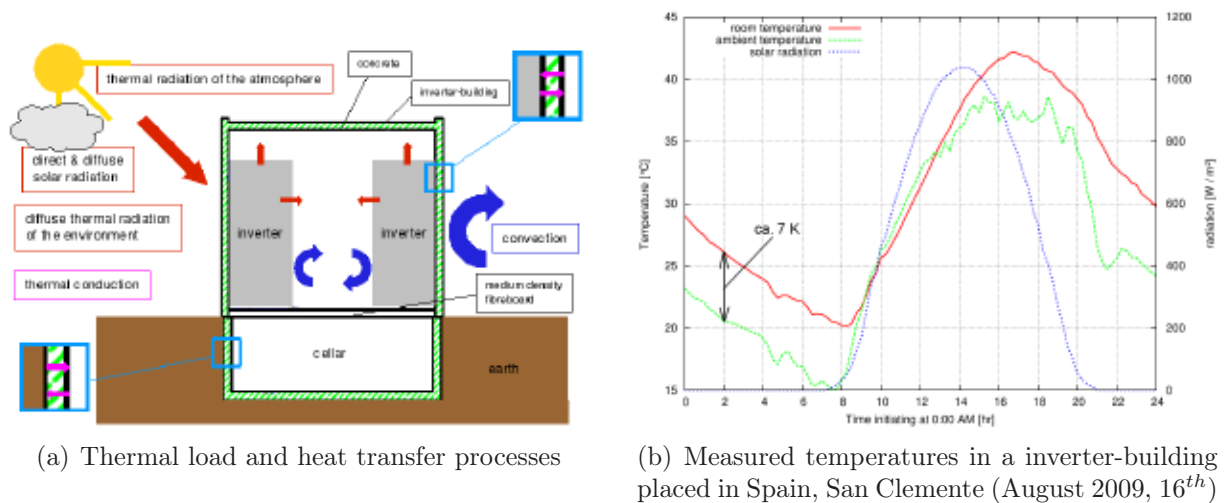 thermal radiation of the atmosphere
concrete
inverter-building
direct & diffuse
solar radiation
diffuse thermal radiation
of the environment
thermal conduction
inverter
inverter
convection
medium density
fibreboard
cellar
earth
(a) Thermal load and heat transfer processes
room temperature
ambient temperature
solar radiation
45
40
35
30
25
20
15
Temperature [°C]
1200
1000
800
600
400
200
0
radiation [W / m²]
ca. 7 K
0 2 4 6 8 10 12 14 16 18 20 22 24
Time initiating at 0:00 AM [hr]
(b) Measured temperatures in a inverter-building
placed in Spain, San Clemente (August 2009, 16th)